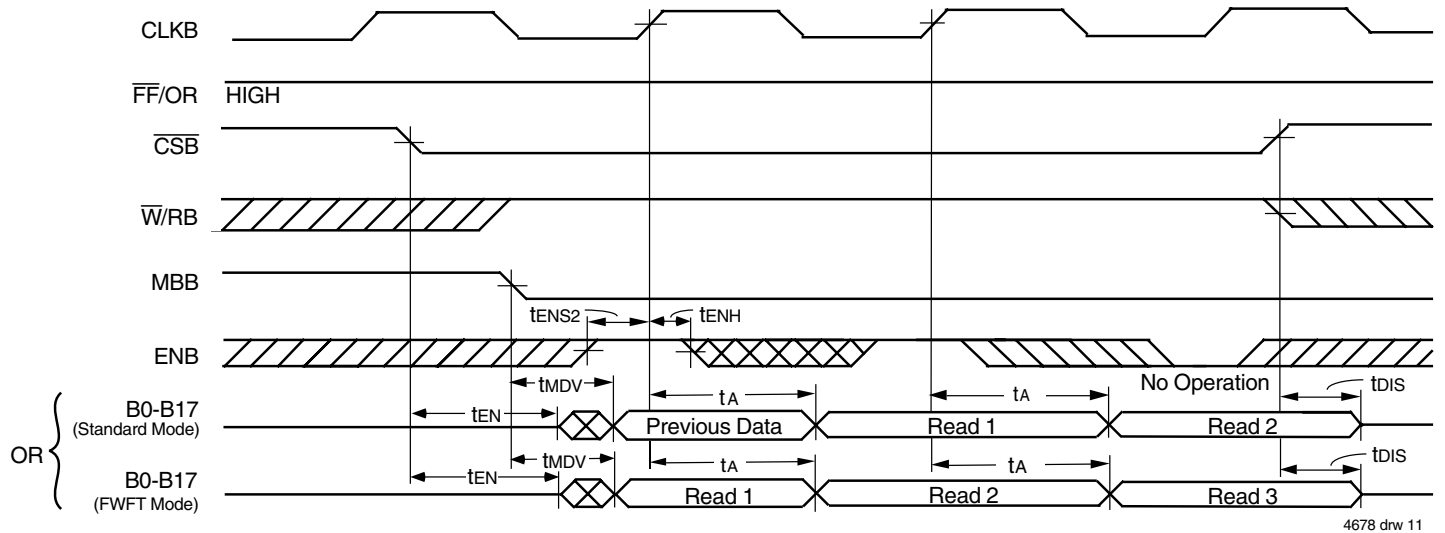 CLKB
FF/OR HIGH
CSB
W/RB
MBB
tENS2 tENH
ENB
No Operation
tMDV tA tA tDIS
B0-B17 tEN
(Standard Mode) Previous Data Read 1 Read 2
OR
tMDV tA tA tDIS
B0-B17 tEN
(FWFT Mode) Read 1 Read 2 Read 3
4678 drw 11